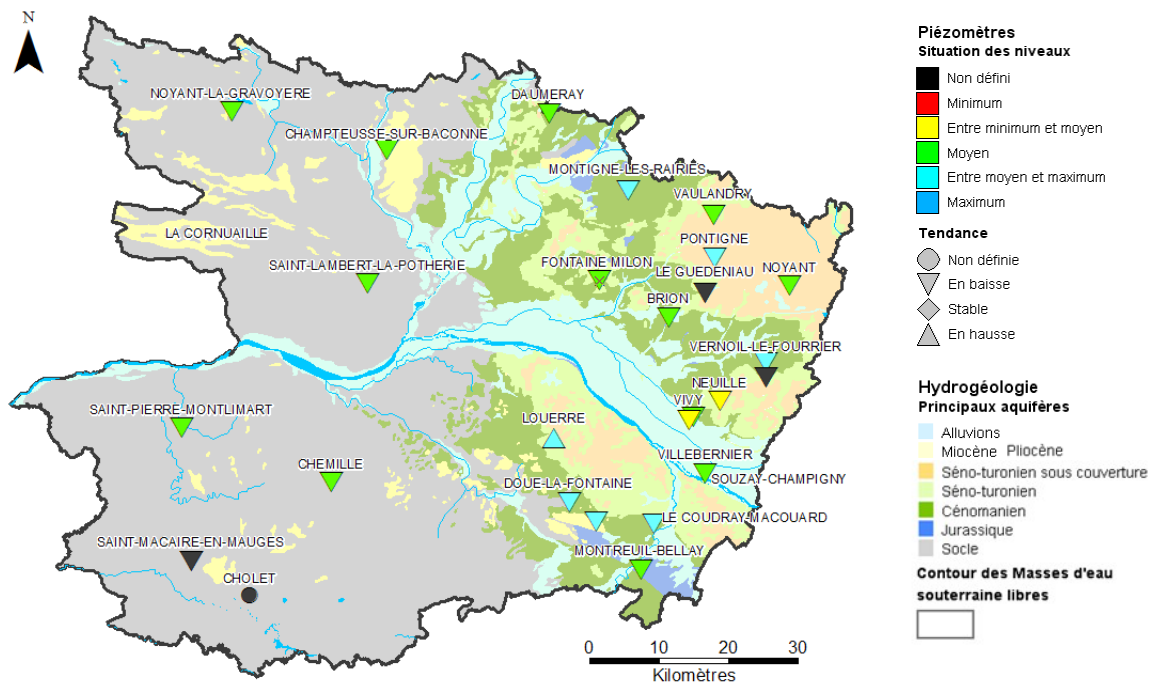 N
NOYANT-LA-GRAVOYERE
DAUMERAY
CHAMPTEUSSE-SUR-BACONNE
MONTIGNE-LES-RAIRIES
VAULANDRY
LA CORNUAILLE
PONTIGNE
SAINT-LAMBERT-LA-POTHERIE
FONTAINE MILON
LE GUEDENIAU
NOYANT
BRION
VERNOIL-LE-FOURRIER
NEUILLE
VIVY
SAINT-PIERRE-MONTLIMART
LOUERRE
CHEMILLE
VILLEBERNIER
DOUE-LA-FONTAINE
SOUZAY-CHAMPIGNY
LE COUDRAY-MACOUARD
SAINT-MACAIRE-EN-MAUGES
MONTREUIL-BELLAY
CHOLET
0 10 20 30
Kilomètres
Piézomètres
Situation des niveaux
Non défini
Minimum
Entre minimum et moyen
Moyen
Entre moyen et maximum
Maximum
Tendance
Non définie
En baisse
Stable
En hausse
Hydrogéologie
Principaux aquifères
Alluvions
Miocène Pliocène
Séno-turonien sous couverture
Séno-turonien
Cénomanien
Jurassique
Socle
Contour des Masses d'eau
souterraine libres